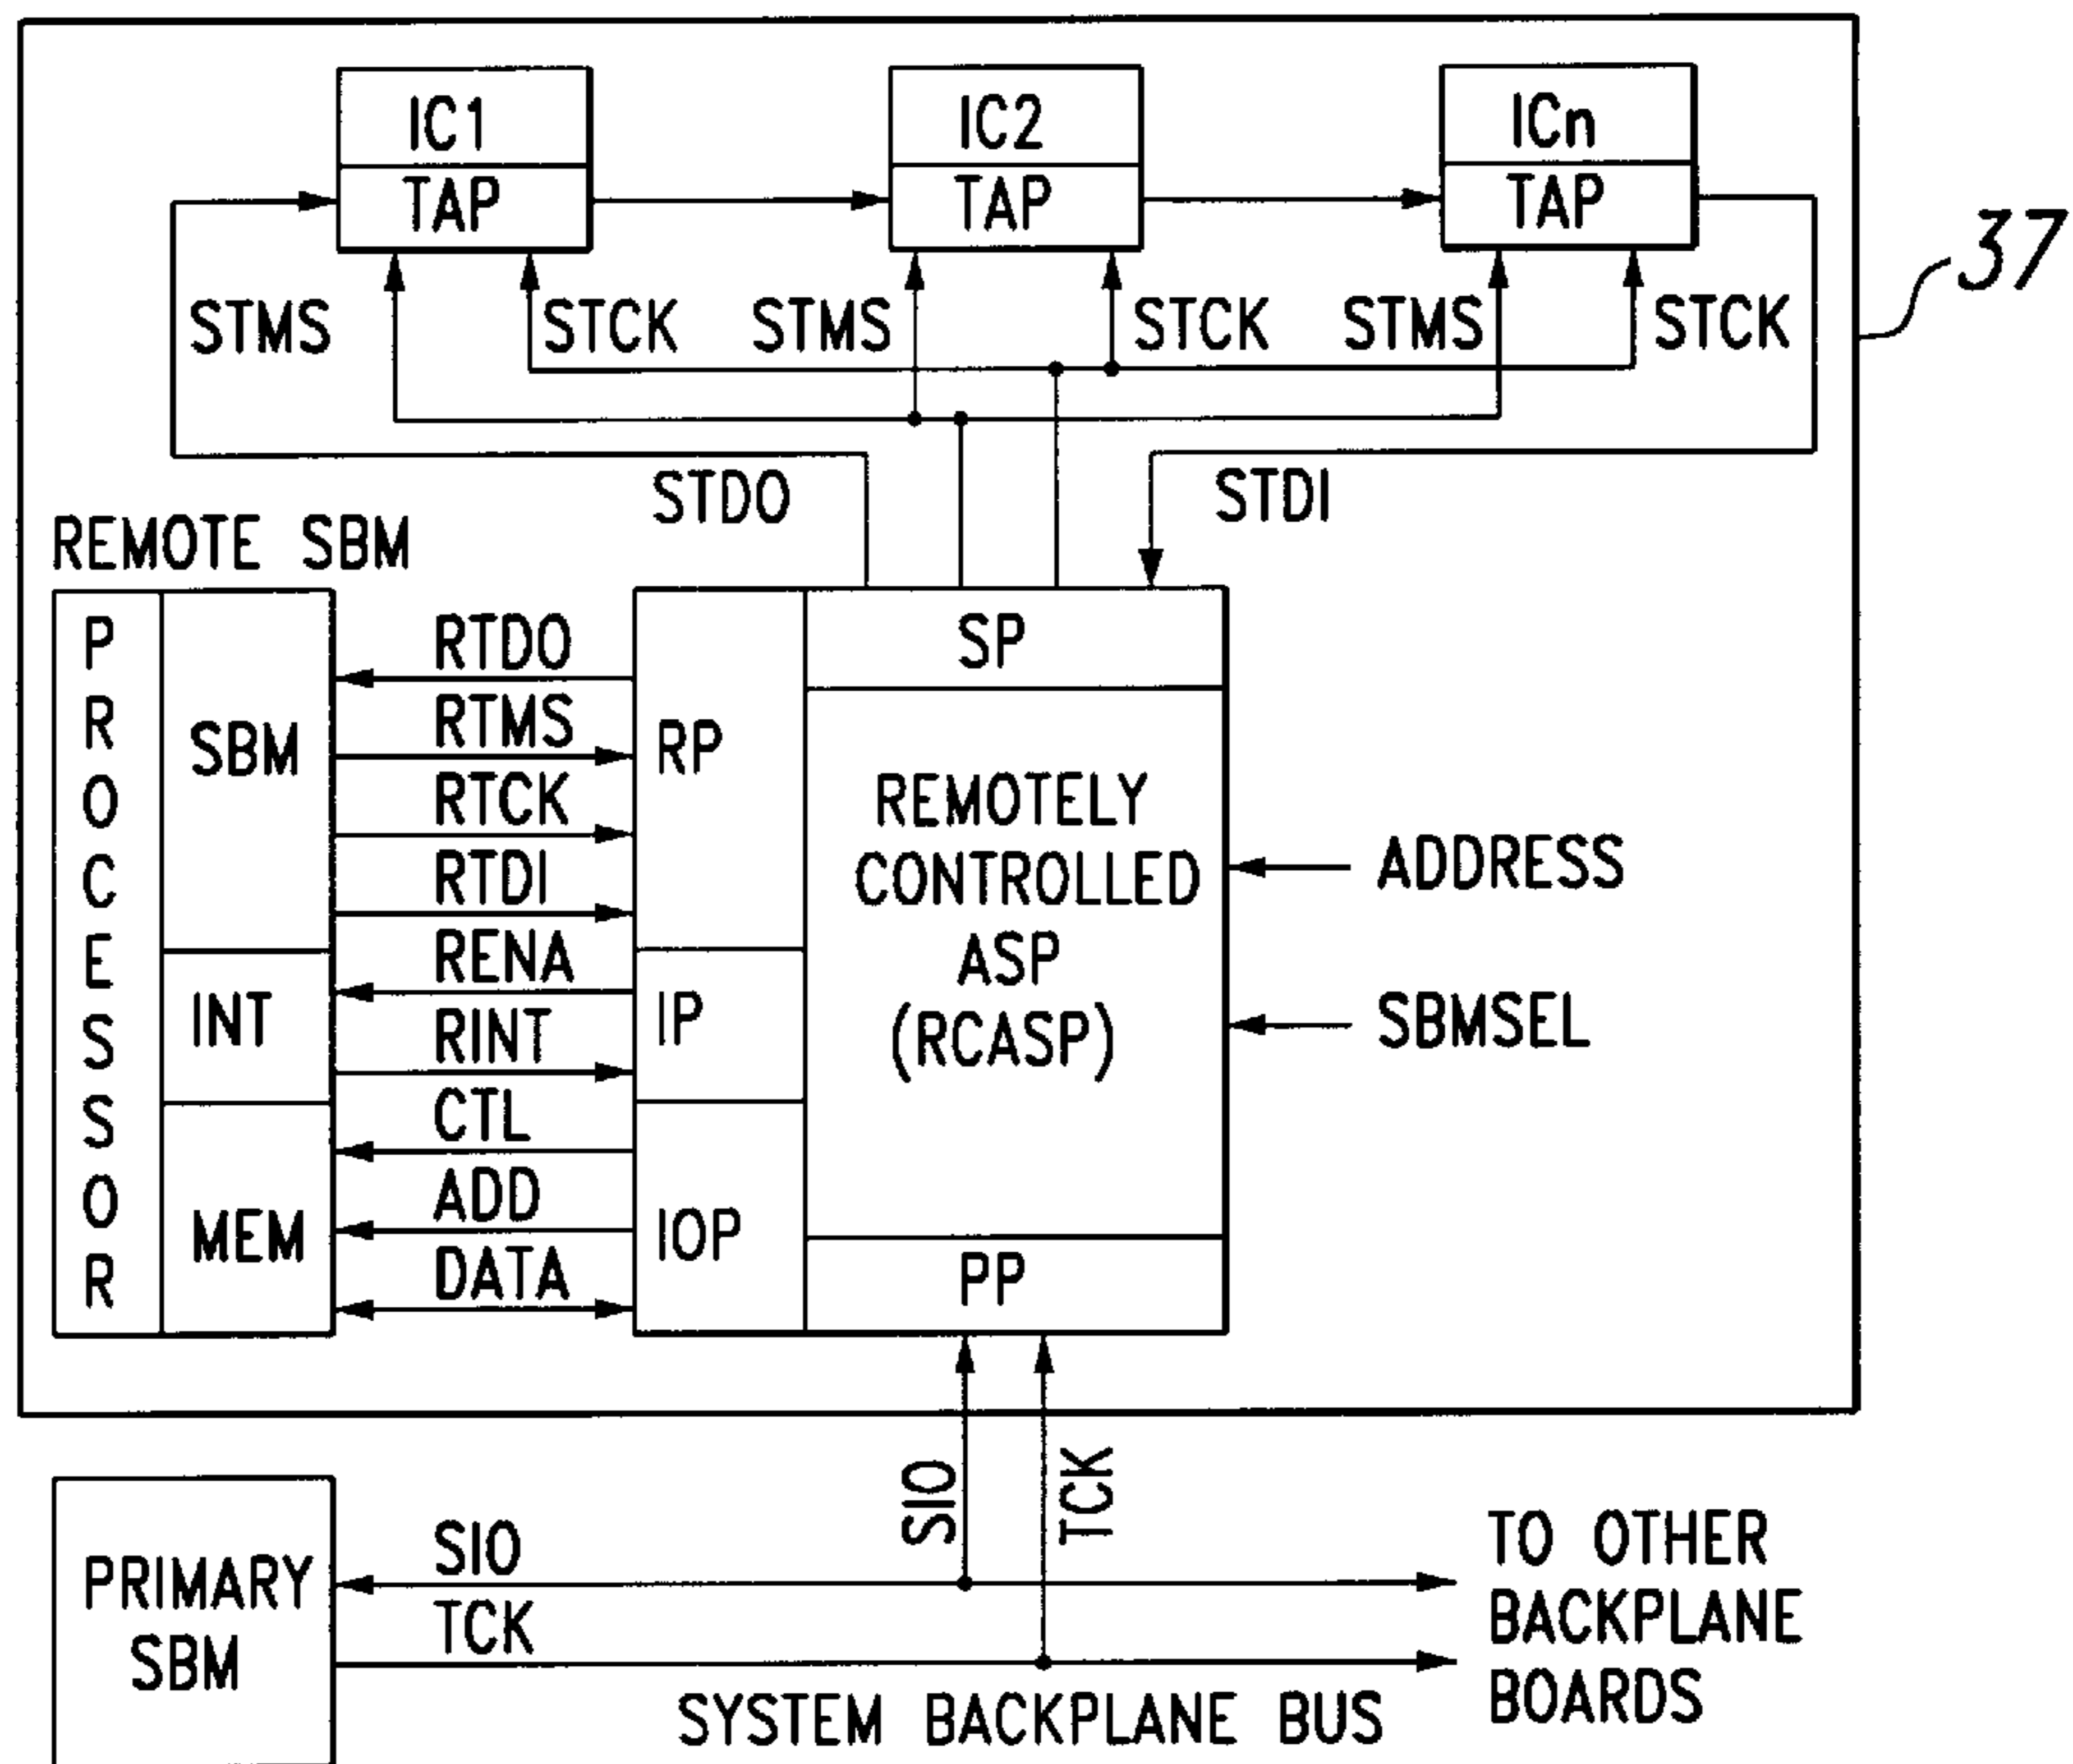 IC1
TAP
IC2
TAP
ICn
TAP
37
STMS
STCK
STMS
STCK
STMS
STCK
STDO
STDI
REMOTE SBM
PROCESSOR
SBM
INT
MEM
RTDO
RTMS
RTCK
RTDI
RENA
RINT
CTL
ADD
DATA
RP
IP
IOP
SP
REMOTELY
CONTROLLED
ASP
(RCASP)
PP
ADDRESS
SBMSEL
SIO
TCK
PRIMARY
SBM
SIO
TCK
SYSTEM BACKPLANE BUS
TO OTHER
BACKPLANE
BOARDS